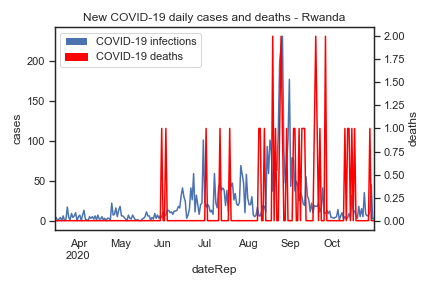 New COVID-19 daily cases and deaths - Rwanda
COVID-19 infections
COVID-19 deaths
cases
200
150
100
50
0
2.00
1.75
1.50
1.25
1.00
0.75
0.50
0.25
0.00
deaths
Apr May Jun Jul Aug Sep Oct
2020
dateRep